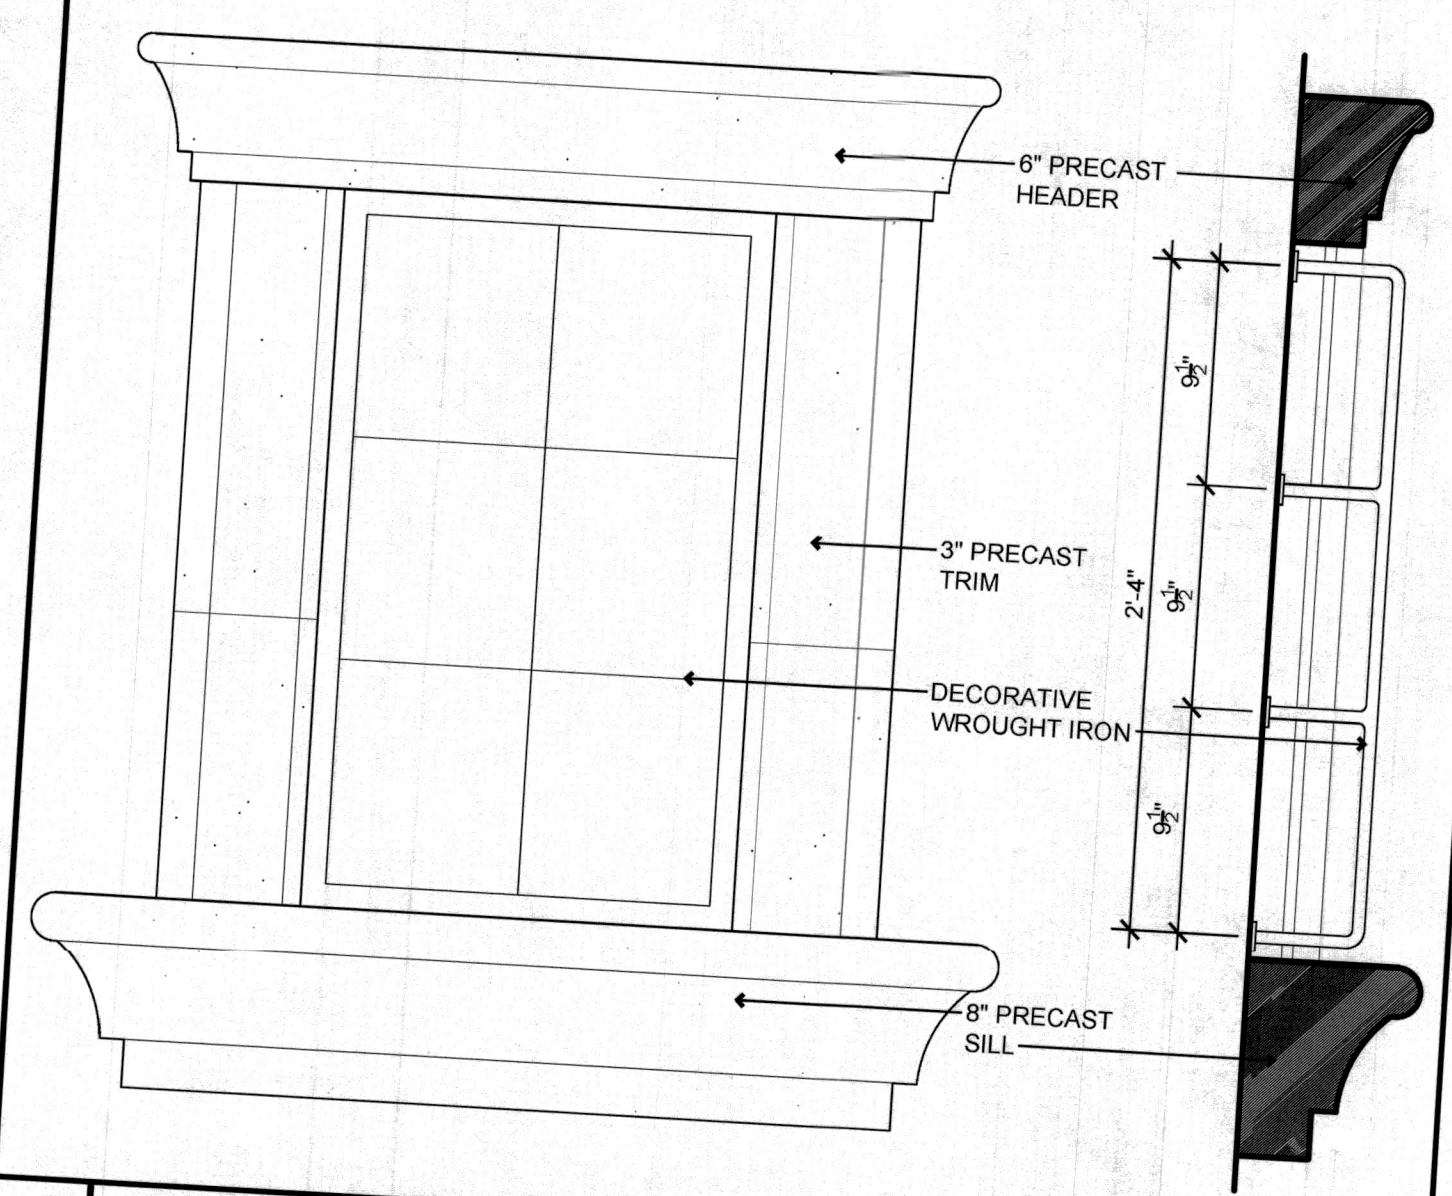 6" PRECAST
HEADER
9½"
3" PRECAST
TRIM
2'-4"
9½"
DECORATIVE
WROUGHT IRON
9½"
8" PRECAST
SILL